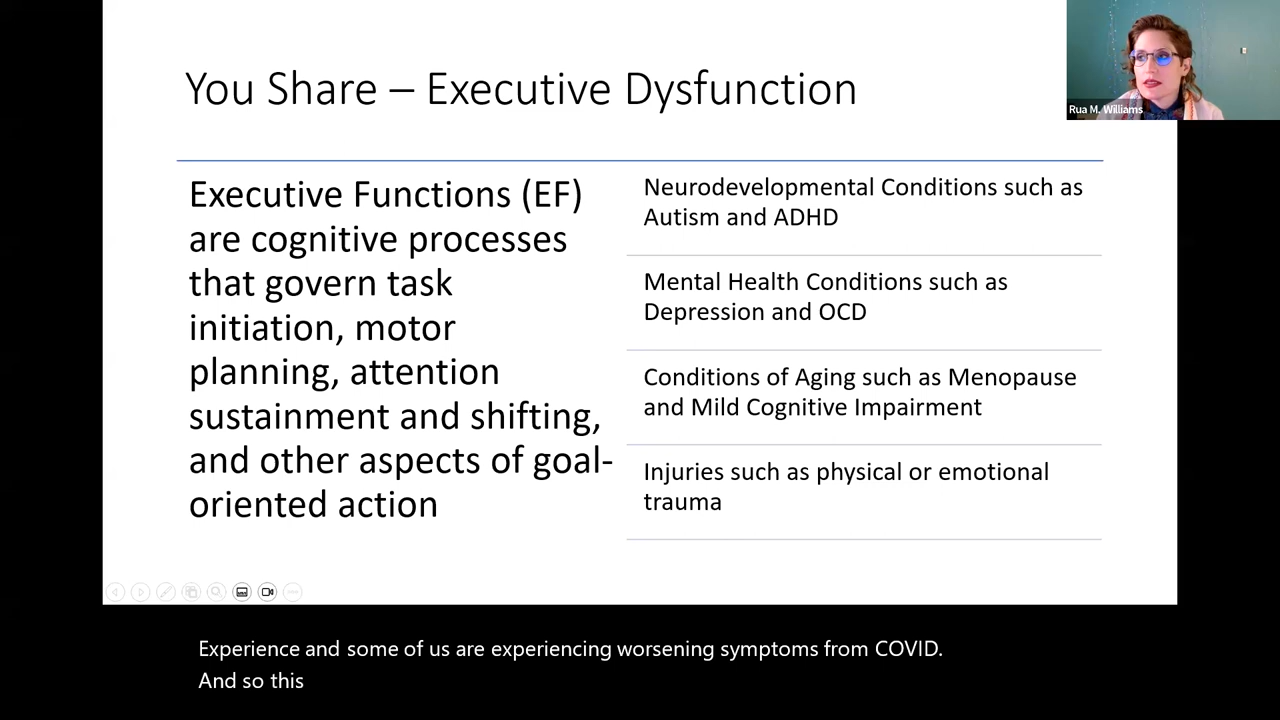 You Share – Executive Dysfunction
Rua M. Williams
Executive Functions (EF)
are cognitive processes
that govern task
initiation, motor
planning, attention
sustainment and shifting,
and other aspects of goal-
oriented action
Neurodevelopmental Conditions such as
Autism and ADHD
Mental Health Conditions such as
Depression and OCD
Conditions of Aging such as Menopause
and Mild Cognitive Impairment
Injuries such as physical or emotional
trauma
Experience and some of us are experiencing worsening symptoms from COVID.
And so this